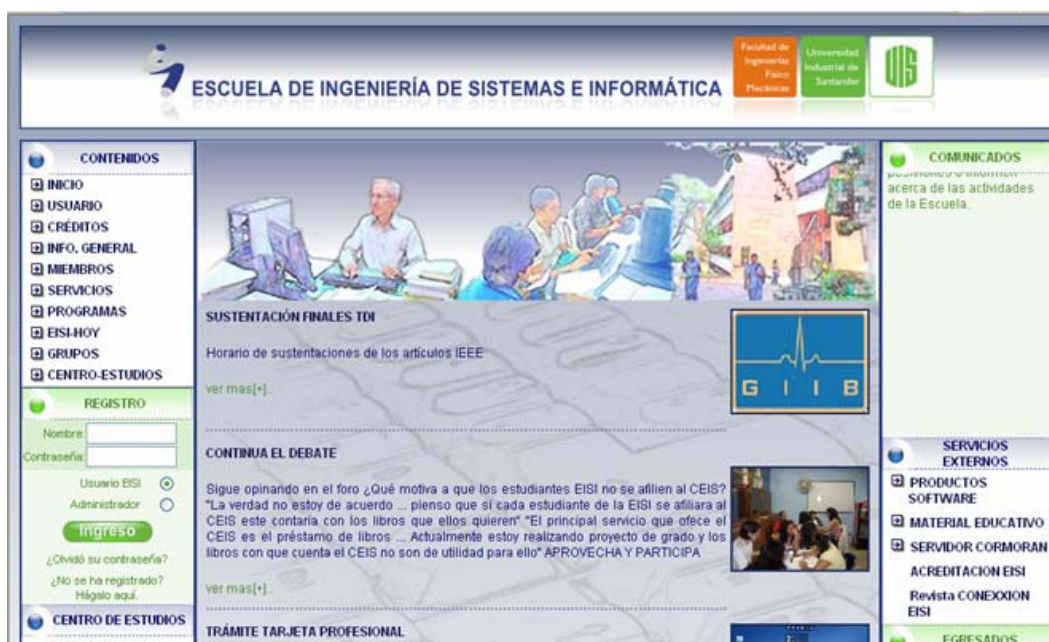 ESCUELA DE INGENIERÍA DE SISTEMAS E INFORMÁTICA
Facultad de
Ingenierías
Físico
Mecánicas
Universidad
Industrial de
Santander
UIS
CONTENIDOS
INICIO
USUARIO
CRÉDITOS
INFO. GENERAL
MIEMBROS
SERVICIOS
PROGRAMAS
EISI-HOY
GRUPOS
CENTRO-ESTUDIOS
REGISTRO
Nombre:
Contraseña:
Usuario EISI
Administrador
Ingreso
¿Olvidó su contraseña?
¿No se ha registrado?
Hágalo aquí.
CENTRO DE ESTUDIOS
SUSTENTACIÓN FINALES TDI
Horario de sustentaciones de los artículos IEEE
ver mas[+]..
GIIB
CONTINUA EL DEBATE
Sigue opinando en el foro ¿Qué motiva a que los estudiantes EISI no se afilien al CEIS?
"La verdad no estoy de acuerdo ... pienso que si cada estudiante de la EISI se afiliara al
CEIS este contaría con los libros que ellos quieren" "El principal servicio que ofece el
CEIS es el préstamo de libros ... Actualmente estoy realizando proyecto de grado y los
libros con que cuenta el CEIS no son de utilidad para ello" APROVECHA Y PARTICIPA
ver mas[+]..
TRÁMITE TARJETA PROFESIONAL
COMUNICADOS
acerca de las actividades
de la Escuela.
SERVICIOS
EXTERNOS
PRODUCTOS
SOFTWARE
MATERIAL EDUCATIVO
SERVIDOR CORMORAN
ACREDITACION EISI
Revista CONEXXION
EISI
EGRESADOS